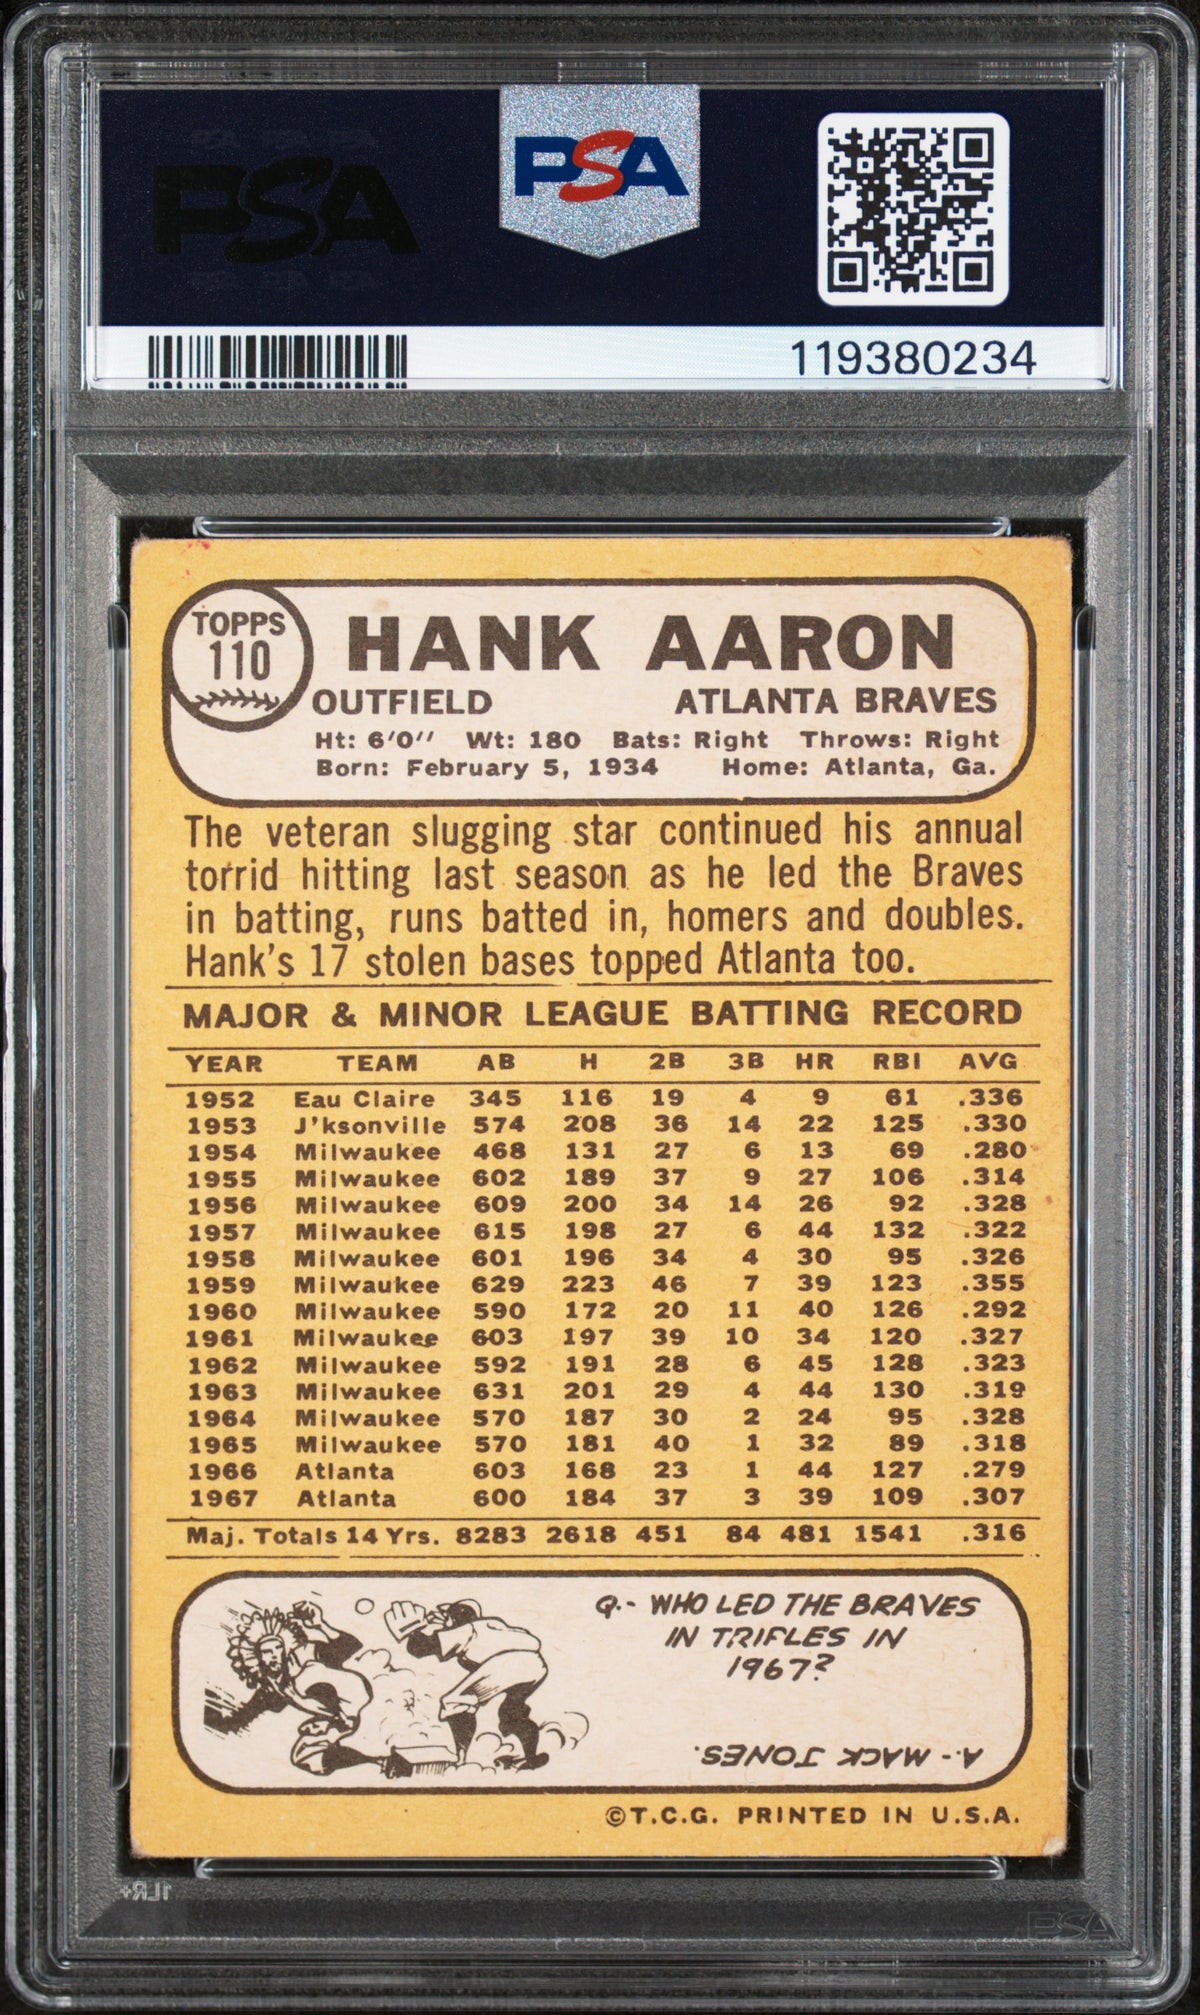 PSA
PSA
119380234
TOPPS
110
HANK AARON
OUTFIELD ATLANTA BRAVES
Ht: 6'0'' Wt: 180 Bats: Right Throws: Right
Born: February 5, 1934 Home: Atlanta, Ga.
The veteran slugging star continued his annual
torrid hitting last season as he led the Braves
in batting, runs batted in, homers and doubles.
Hank's 17 stolen bases topped Atlanta too.
MAJOR & MINOR LEAGUE BATTING RECORD
YEAR TEAM AB H 2B 3B HR RBI AVG
1952 Eau Claire 345 116 19 4 9 61 .336
1953 J'ksonville 574 208 36 14 22 125 .330
1954 Milwaukee 468 131 27 6 13 69 .280
1955 Milwaukee 602 189 37 9 27 106 .314
1956 Milwaukee 609 200 34 14 26 92 .328
1957 Milwaukee 615 198 27 6 44 132 .322
1958 Milwaukee 601 196 34 4 30 95 .326
1959 Milwaukee 629 223 46 7 39 123 .355
1960 Milwaukee 590 172 20 11 40 126 .292
1961 Milwaukee 603 197 39 10 34 120 .327
1962 Milwaukee 592 191 28 6 45 128 .323
1963 Milwaukee 631 201 29 4 44 130 .319
1964 Milwaukee 570 187 30 2 24 95 .328
1965 Milwaukee 570 181 40 1 32 89 .318
1966 Atlanta 603 168 23 1 44 127 .279
1967 Atlanta 600 184 37 3 39 109 .307
Maj. Totals 14 Yrs. 8283 2618 451 84 481 1541 .316
Q.- WHO LED THE BRAVES
IN TRIFLES IN
1967?
A.- MACK JONES.
©T.C.G. PRINTED IN U.S.A.
1LR+
PSA